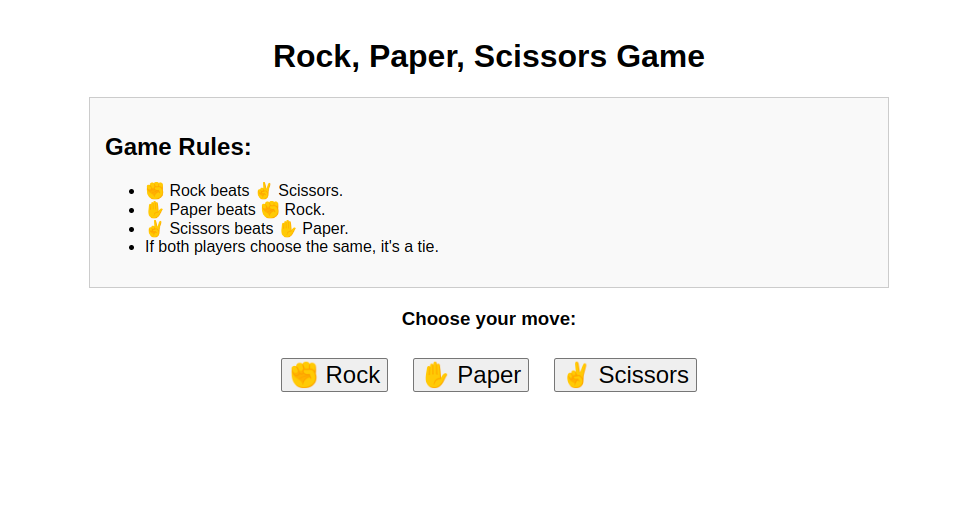 Rock, Paper, Scissors Game
Game Rules:
• ✊ Rock beats ✌ Scissors.
• ✋ Paper beats ✊ Rock.
• ✌ Scissors beats ✋ Paper.
• If both players choose the same, it's a tie.
Choose your move:
✊ Rock ✋ Paper ✌ Scissors